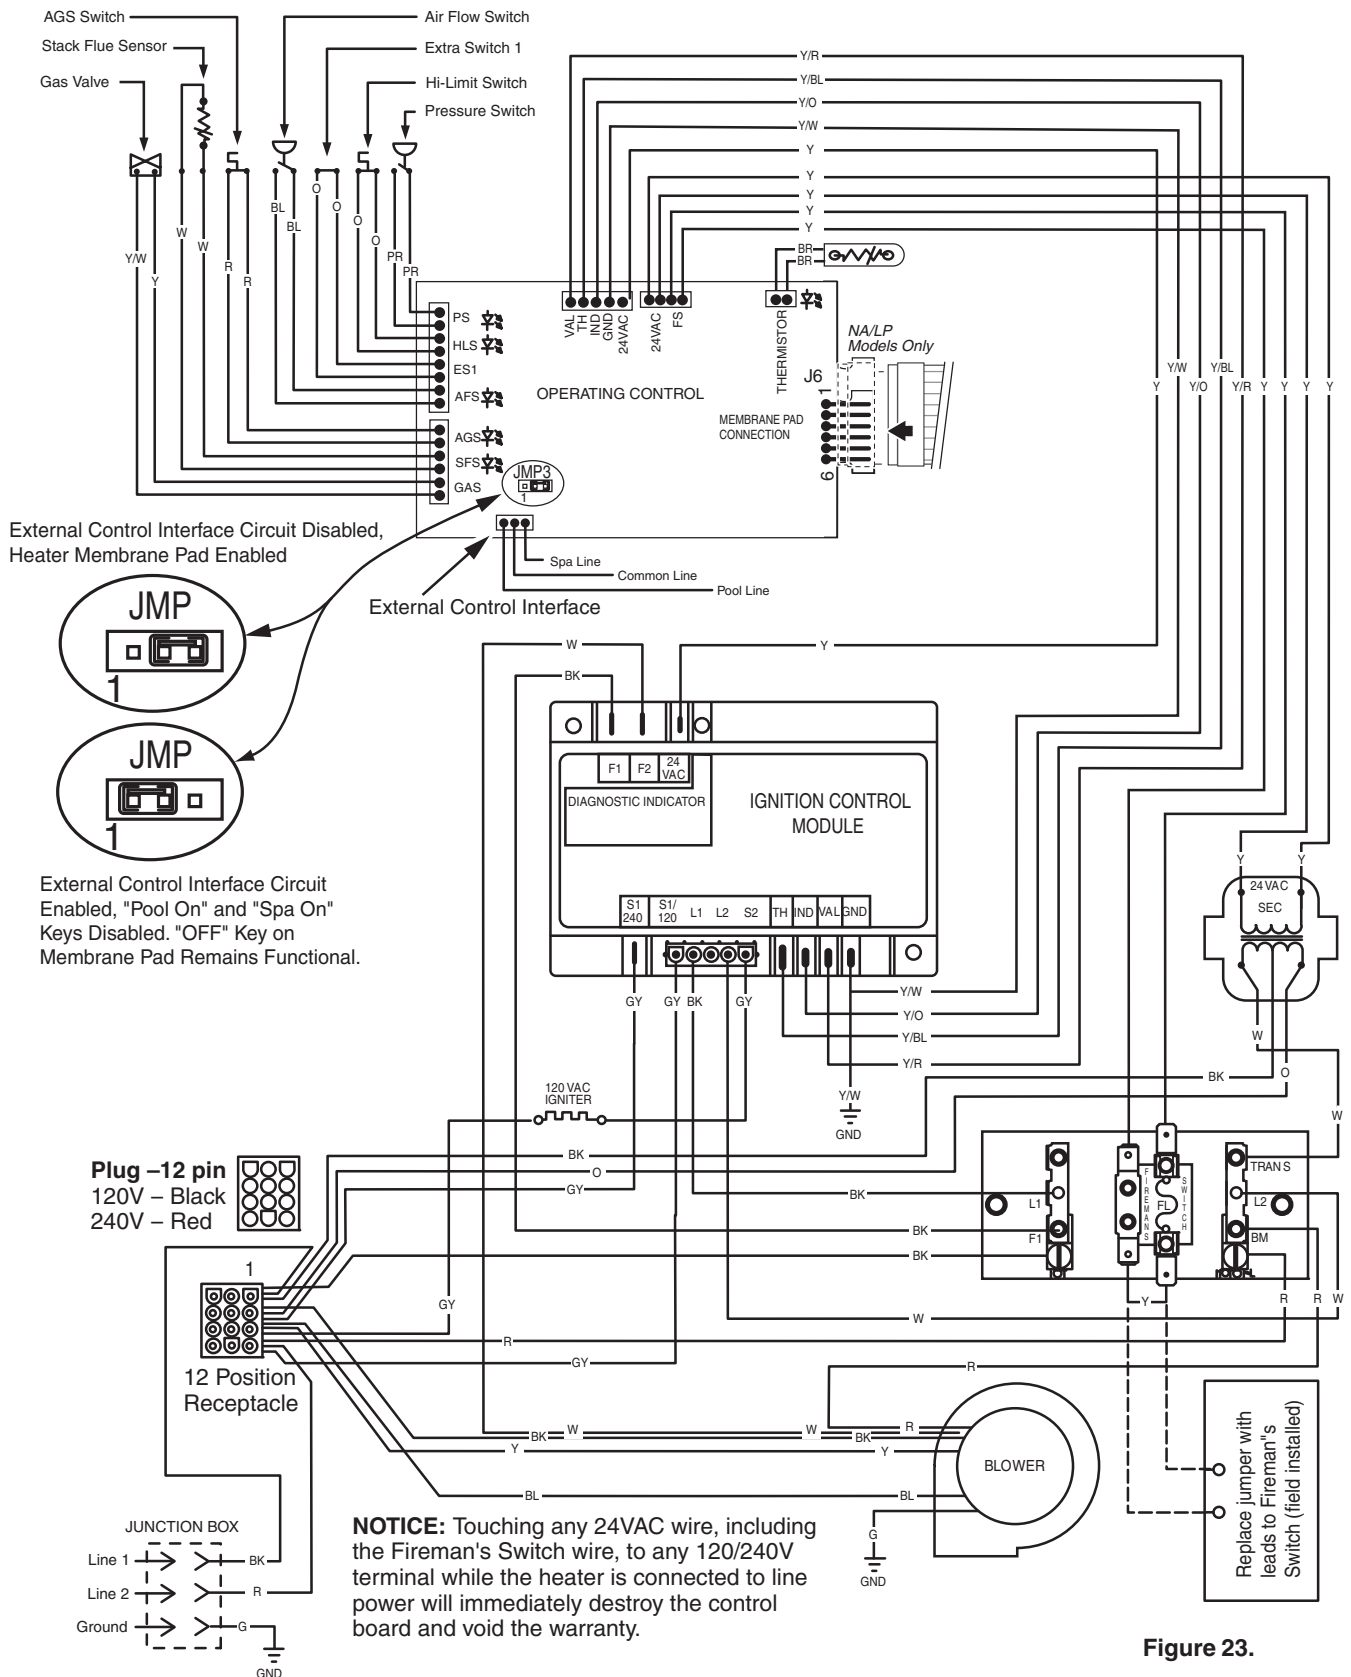 AGS Switch
Stack Flue Sensor
Gas Valve
Air Flow Switch
Extra Switch 1
Hi-Limit Switch
Pressure Switch
Y/R
Y/BL
Y/O
Y/W
Y
Y
Y
Y
Y
BR
BR
Y/W
Y
W
W
R
R
BL
BL
O
O
O
O
PR
PR
PS
HLS
ES1
AFS
AGS
SFS
GAS
VAL
TH
IND
GND
24VAC
24VAC
FS
THERMISTOR
OPERATING CONTROL
NA/LP
Models Only
J6
1
6
MEMBRANE PAD
CONNECTION
JMP3
1
Y
Y/W
Y/O
Y/BL
Y/R
Y
Y
Y
Y
External Control Interface Circuit Disabled,
Heater Membrane Pad Enabled
JMP
1
JMP
1
External Control Interface Circuit
Enabled, "Pool On" and "Spa On"
Keys Disabled. "OFF" Key on
Membrane Pad Remains Functional.
Spa Line
Common Line
Pool Line
External Control Interface
W
BK
Y
F1
F2
24
VAC
DIAGNOSTIC INDICATOR
IGNITION CONTROL
MODULE
S1
240
S1/
120
L1
L2
S2
TH
IND
VAL
GND
GY
GY
BK
GY
Y/W
Y/O
Y/BL
Y/R
Y/W
GND
Y
Y
24 VAC
SEC
W
O
BK
W
120 VAC
IGNITER
BK
O
GY
BK
BK
BK
TRANS
L1
F1
FIREMANS
SWITCH
FL
L2
BM
Y
R
R
W
Plug –12 pin
120V – Black
240V – Red
1
12 Position
Receptacle
GY
W
R
GY
R
W
W
R
BK
BK
Y
Y
BL
BL
BLOWER
G
GND
Replace jumper with
leads to Fireman"s
Switch (field installed)
JUNCTION BOX
Line 1
BK
Line 2
R
Ground
G
GND
NOTICE: Touching any 24VAC wire, including
the Fireman's Switch wire, to any 120/240V
terminal while the heater is connected to line
power will immediately destroy the control
board and void the warranty.
Figure 23.